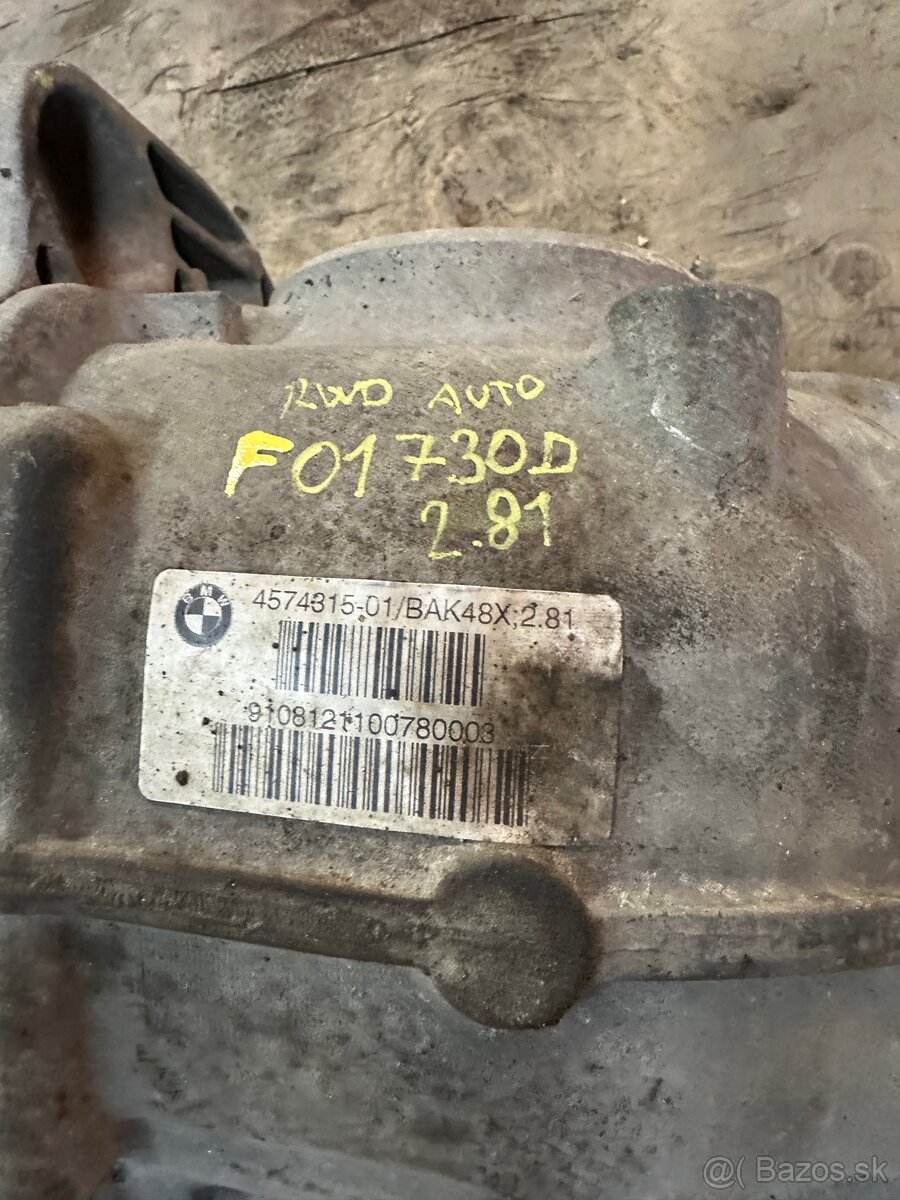 RWD AUTO
F01 730D
2.81
BMW
4574315-01/BAK48X,2.81
9108121100780003
@( Bazos.sk